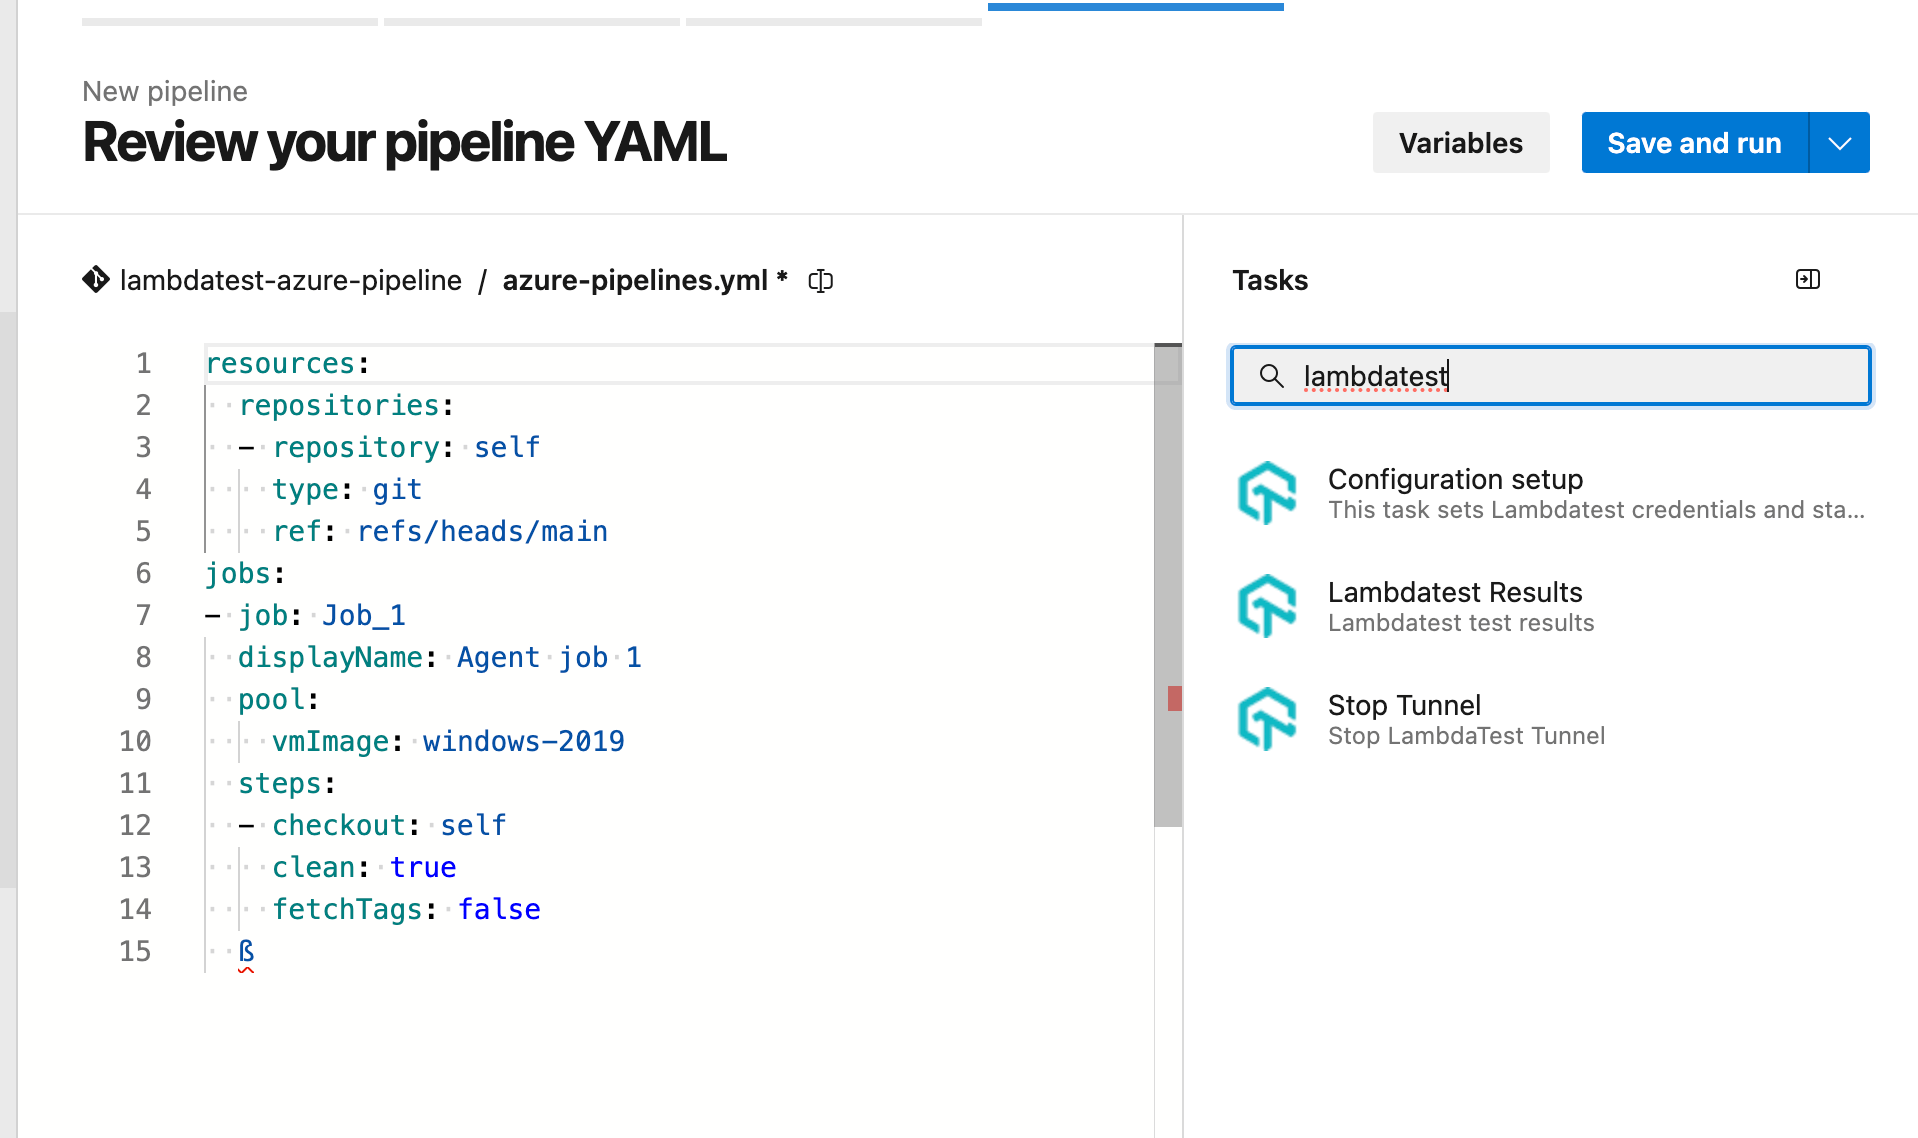 New pipeline
Review your pipeline YAML
Variables
Save and run
lambdatest-azure-pipeline / azure-pipelines.yml *
1 resources:
2   repositories:
3   - repository: self
4     type: git
5     ref: refs/heads/main
6 jobs:
7 - job: Job_1
8   displayName: Agent job 1
9   pool:
10     vmImage: windows-2019
11   steps:
12   - checkout: self
13     clean: true
14     fetchTags: false
15   ß
Tasks
lambdatest
Configuration setup
This task sets Lambdatest credentials and sta...
Lambdatest Results
Lambdatest test results
Stop Tunnel
Stop LambdaTest Tunnel